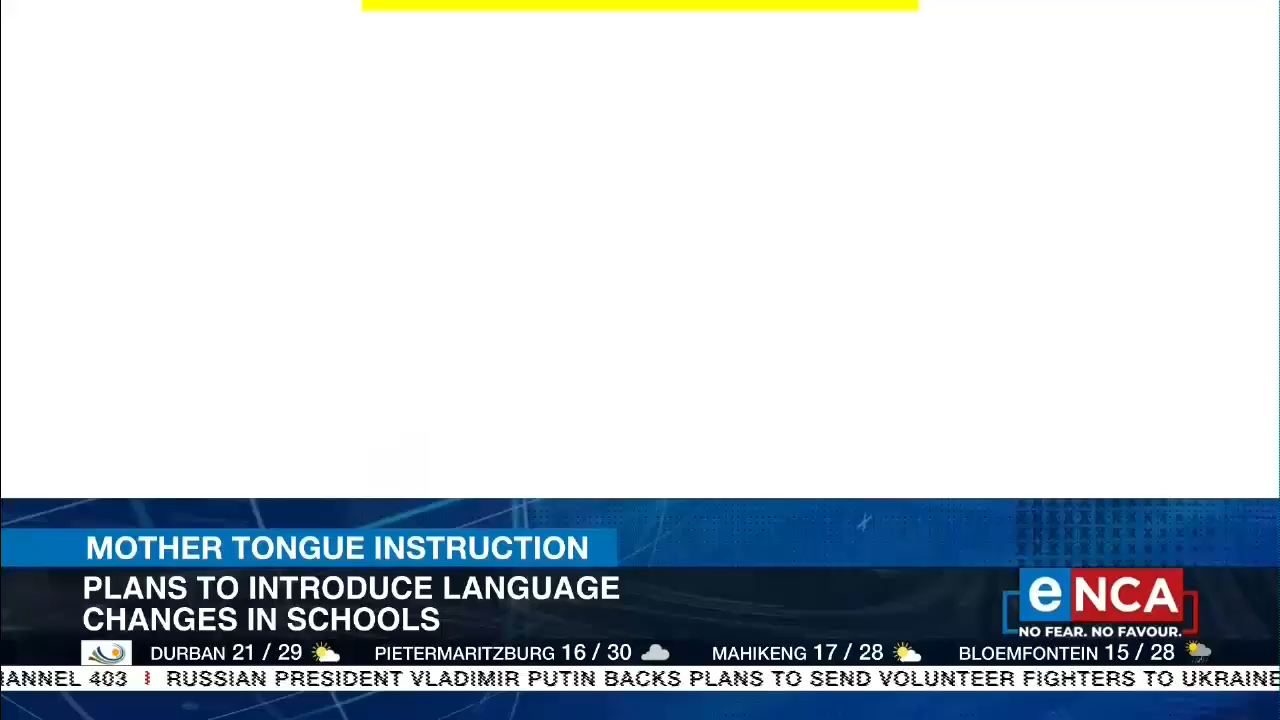 MOTHER TONGUE INSTRUCTION
PLANS TO INTRODUCE LANGUAGE
CHANGES IN SCHOOLS
eNCA
NO FEAR. NO FAVOUR.
DURBAN 21 / 29 PIETERMARITZBURG 16 / 30 MAHIKENG 17 / 28 BLOEMFONTEIN 15 / 28
403 RUSSIAN PRESIDENT VLADIMIR PUTIN BACKS PLANS TO SEND VOLUNTEER FIGHTERS TO UKRAINE